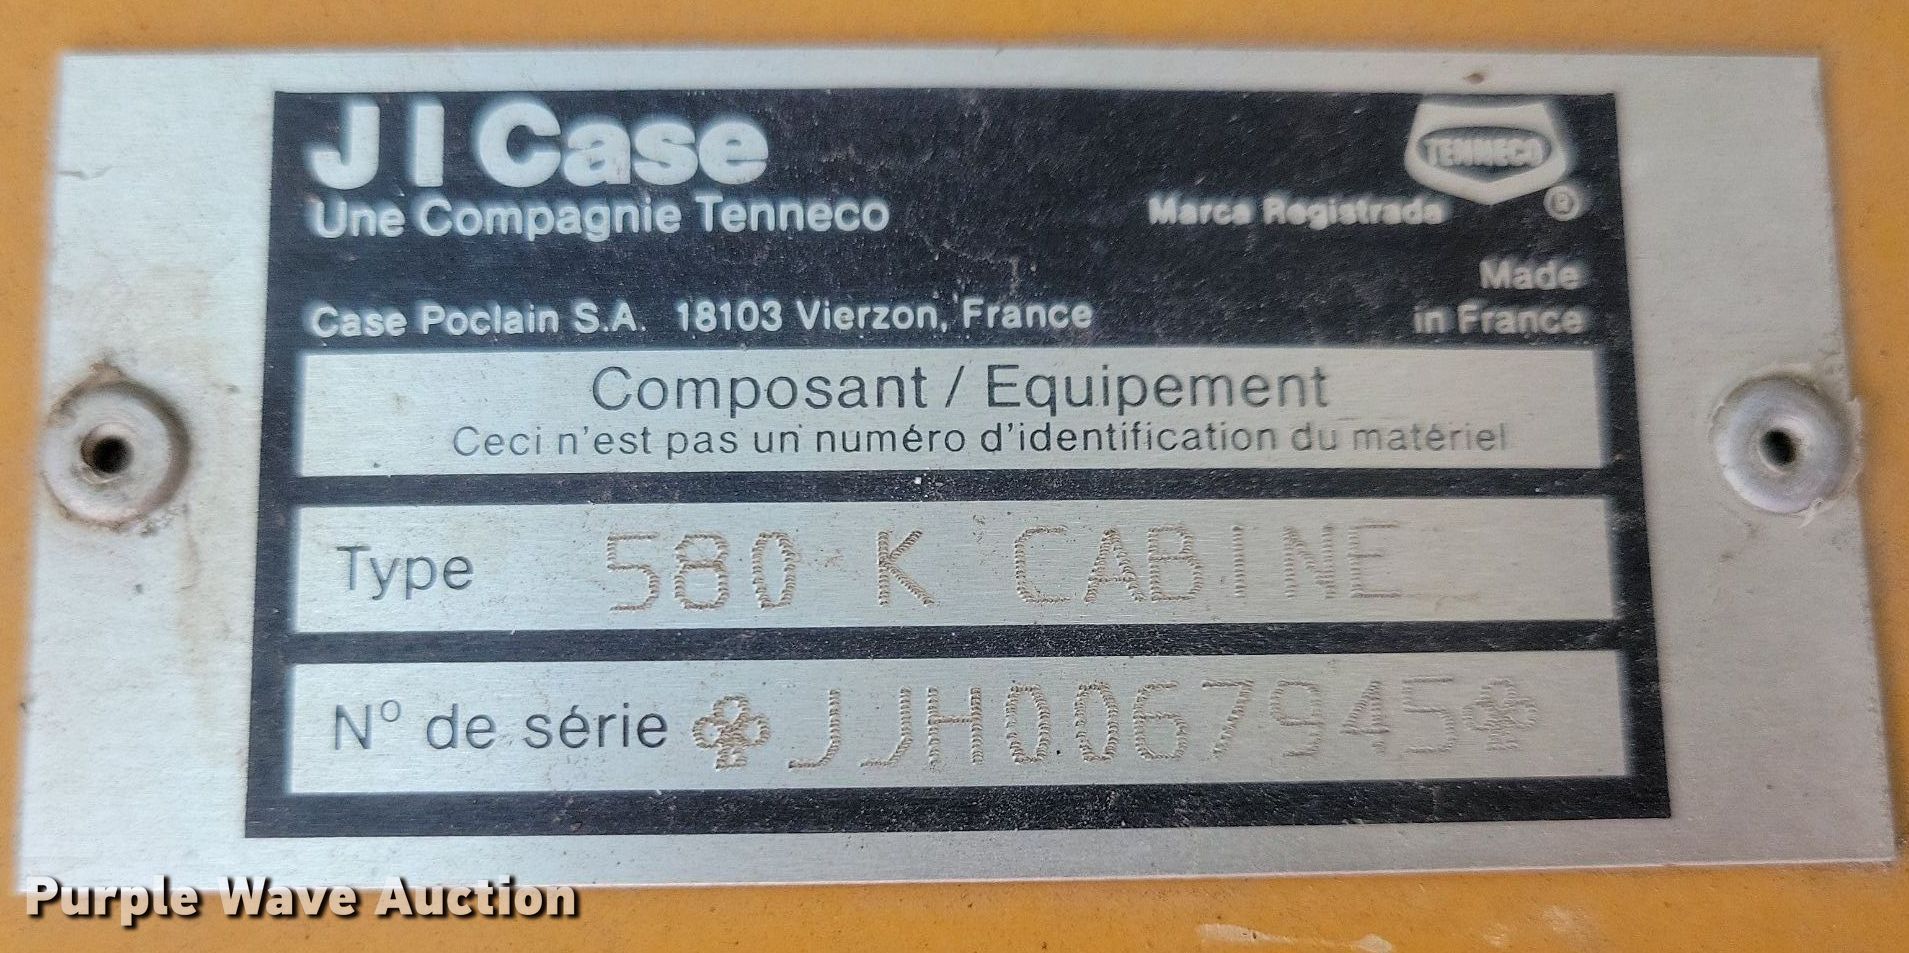 J I Case
Une Compagnie Tenneco
TENNECO
Marca Registrada ®
Made
in France
Case Poclain S.A. 18103 Vierzon, France
Composant / Equipement
Ceci n'est pas un numéro d'identification du matériel
Type 580 K CABINE
Nº de série JJH0067945
Purple Wave Auction